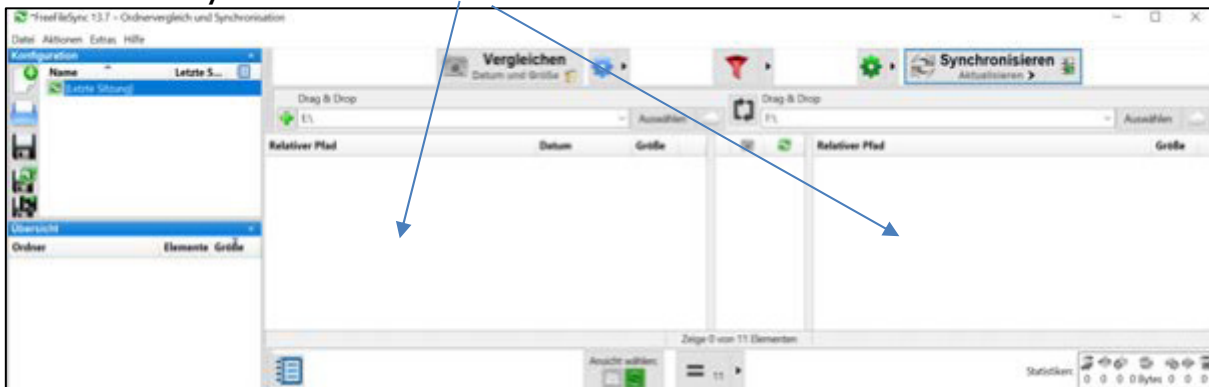 *FreeFileSync 13.7 - Ordnervergleich und Synchronisation
Datei Aktionen Extras Hilfe
Konfiguration
Name Letzte S...
[Letzte Sitzung]
Vergleichen
Datum und Größe
Synchronisieren
Aktualisieren >
Drag & Drop
E:\
Auswählen
Drag & Drop
Auswählen
Relativer Pfad Datum Größe
Relativer Pfad Größe
Übersicht
Ordner Elemente Größe
Zeige 0 von 11 Elementen
Ansicht wählen:
11
Statistiken:
0 0 0 0 Bytes 0 0 0